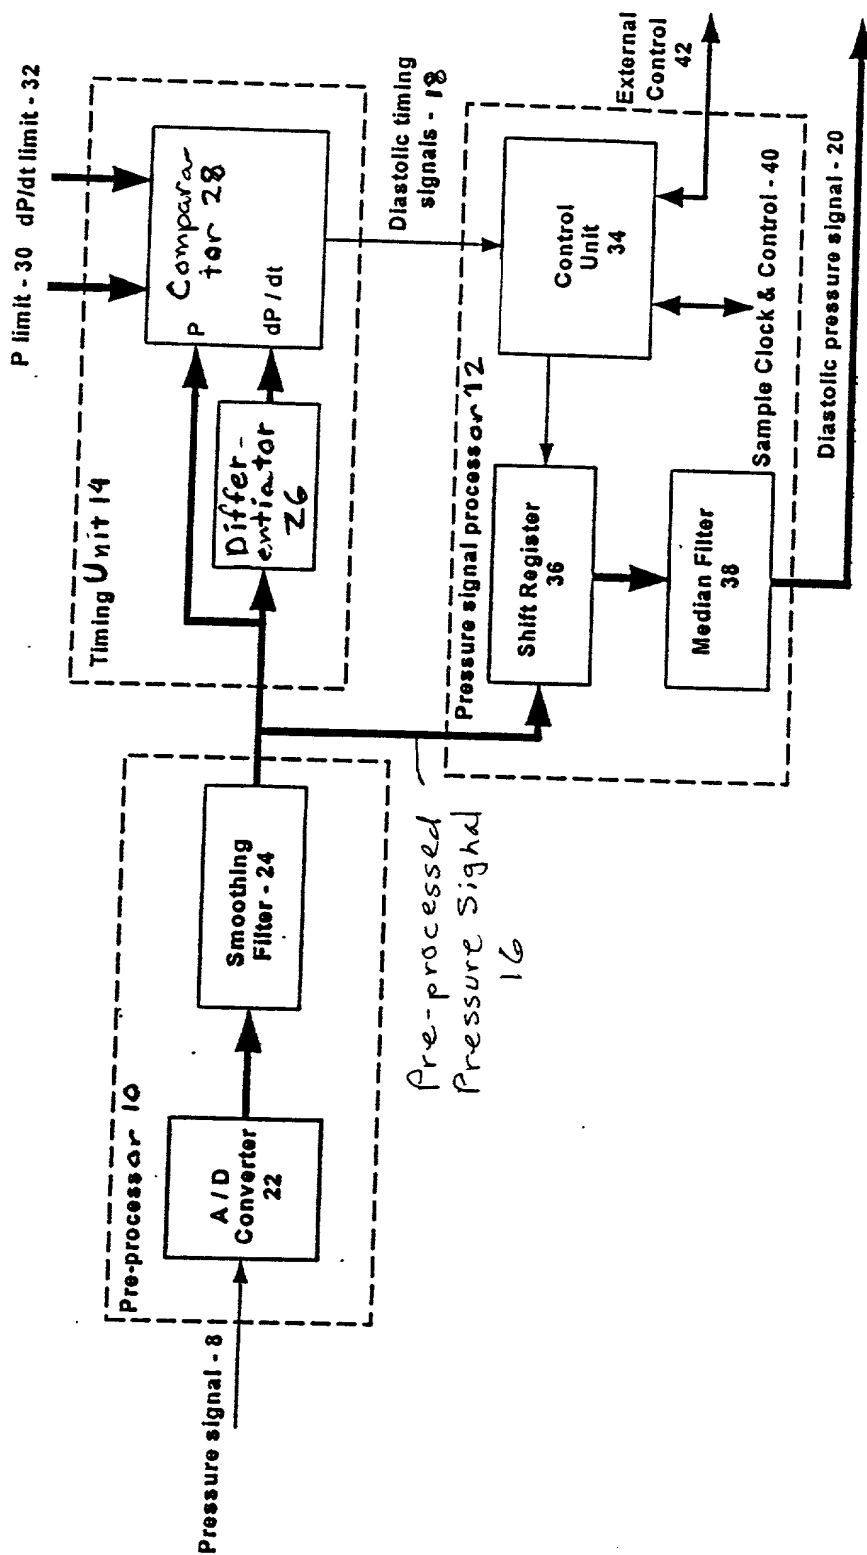 Pressure signal - 8
Pre-processor 10
A / D
Converter
22
Smoothing
Filter - 24
Pre-processed
Pressure Signal
16
Timing Unit 14
Differ-
entiator
26
P limit - 30 dP/dt limit - 32
P Compara-
tor 28
dP / dt
Diastolic timing
signals - 18
Pressure signal processor 12
Shift Register
36
Median Filter
38
Control
Unit
34
External
Control
42
Sample Clock & Control - 40
Diastolic pressure signal - 20